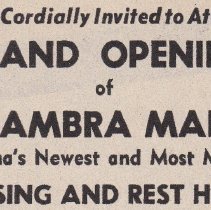 Cordially Invited to At
AND OPENI
of
AMBRA MA
a's Newest and Most M
SING AND REST H